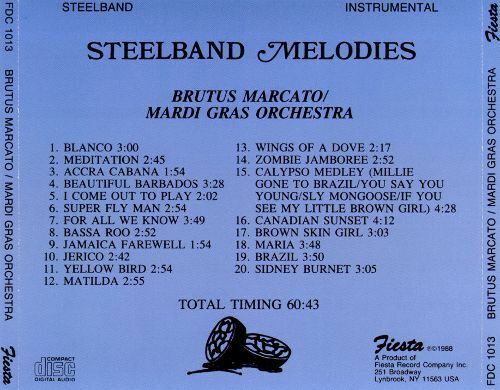 STEELBAND
INSTRUMENTAL
STEELBAND MELODIES
BRUTUS MARCATO/
MARDI GRAS ORCHESTRA
1. BLANCO 3:00
2. MEDITATION 2:45
3. ACCRA CABANA 1:54
4. BEAUTIFUL BARBADOS 3:28
5. I COME OUT TO PLAY 2:02
6. SUPER FLY MAN 2:54
7. FOR ALL WE KNOW 3:49
8. BASSA ROO 2:52
9. JAMAICA FAREWELL 1:54
10. JERICO 2:42
11. YELLOW BIRD 2:54
12. MATILDA 2:55
13. WINGS OF A DOVE 2:17
14. ZOMBIE JAMBOREE 2:52
15. CALYPSO MEDLEY (MILLIE
GONE TO BRAZIL/YOU SAY YOU
YOUNG/SLY MONGOOSE/IF YOU
SEE MY LITTLE BROWN GIRL) 4:28
16. CANADIAN SUNSET 4:12
17. BROWN SKIN GIRL 3:03
18. MARIA 3:48
19. BRAZIL 3:50
20. SIDNEY BURNET 3:05
TOTAL TIMING 60:43
COMPACT
disc
DIGITAL AUDIO
Fiesta ®©1988
A Product of
Fiesta Record Company Inc.
251 Broadway
Lynbrook, NY 11563 USA
FDC 1013 BRUTUS MARCATO / MARDI GRAS ORCHESTRA Fiesta
FDC 1013 BRUTUS MARCATO / MARDI GRAS ORCHESTRA Fiesta